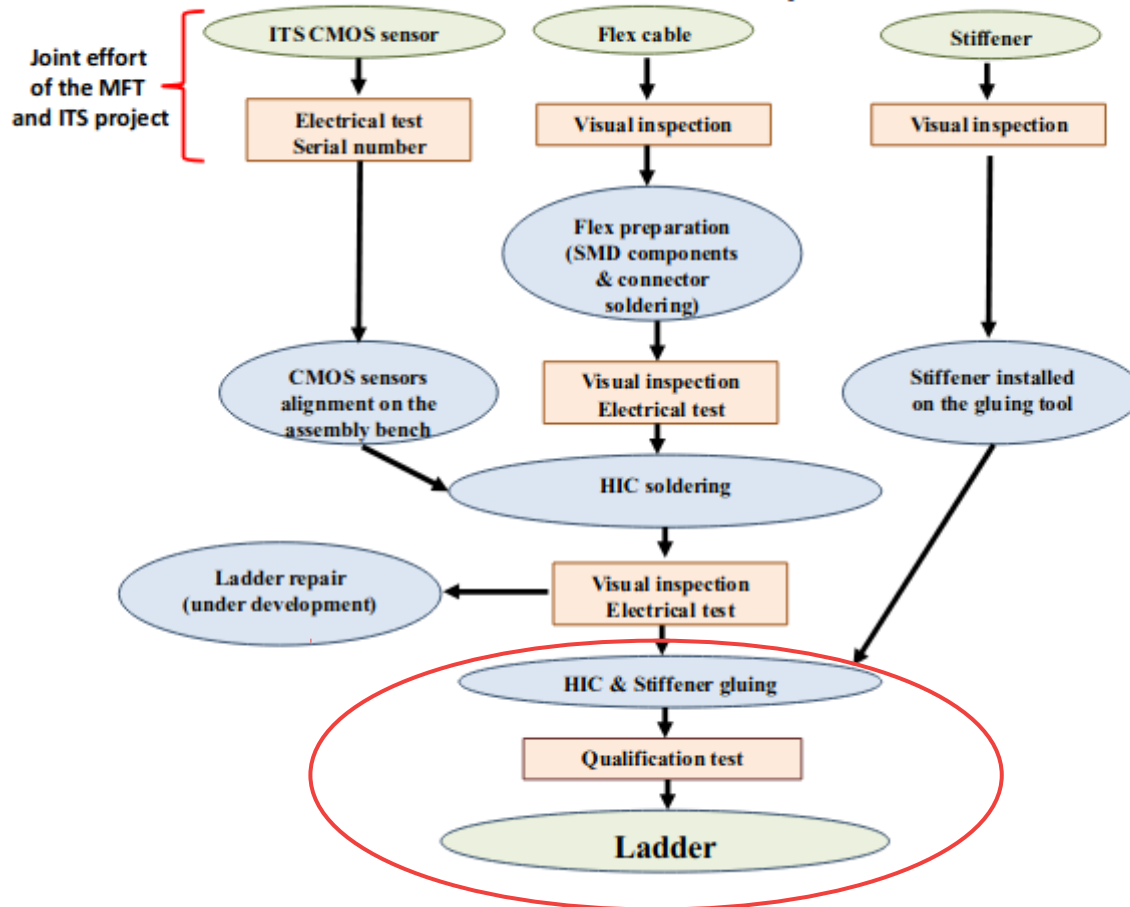 Joint effort
of the MFT
and ITS project
ITS CMOS sensor
Flex cable
Stiffener
Electrical test
Serial number
Visual inspection
Visual inspection
Flex preparation
(SMD components
& connector
soldering)
CMOS sensors
alignment on the
assembly bench
Visual inspection
Electrical test
Stiffener installed
on the gluing tool
HIC soldering
Ladder repair
(under development)
Visual inspection
Electrical test
HIC & Stiffener gluing
Qualification test
Ladder